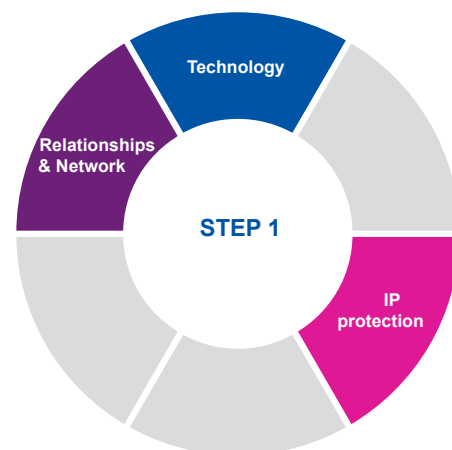 Technology
Relationships
& Network
STEP 1
IP
protection